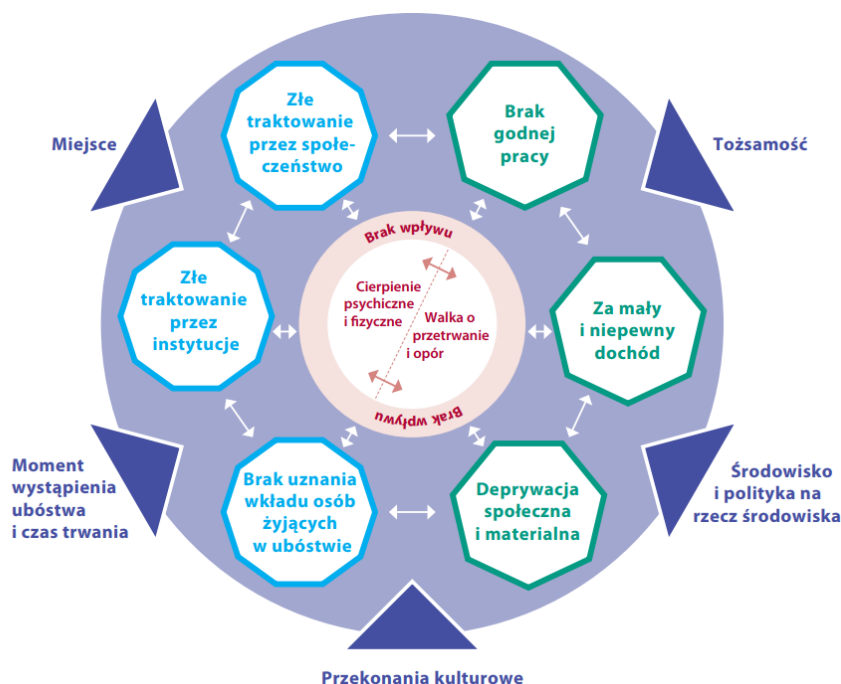 Złe
traktowanie
przez społe-
czeństwo
Brak
godnej
pracy
Miejsce
Tożsamość
Brak wpływu
Złe
traktowanie
przez
instytucje
Cierpienie
psychiczne
i fizyczne
Walka o
przetrwanie
i opór
Za mały
i niepewny
dochód
Brak wpływu
Moment
wystąpienia
ubóstwa
i czas trwania
Brak uznania
wkładu osób
żyjących
w ubóstwie
Deprywacja
społeczna
i materialna
Środowisko
i polityka na
rzecz środowiska
Przekonania kulturowe